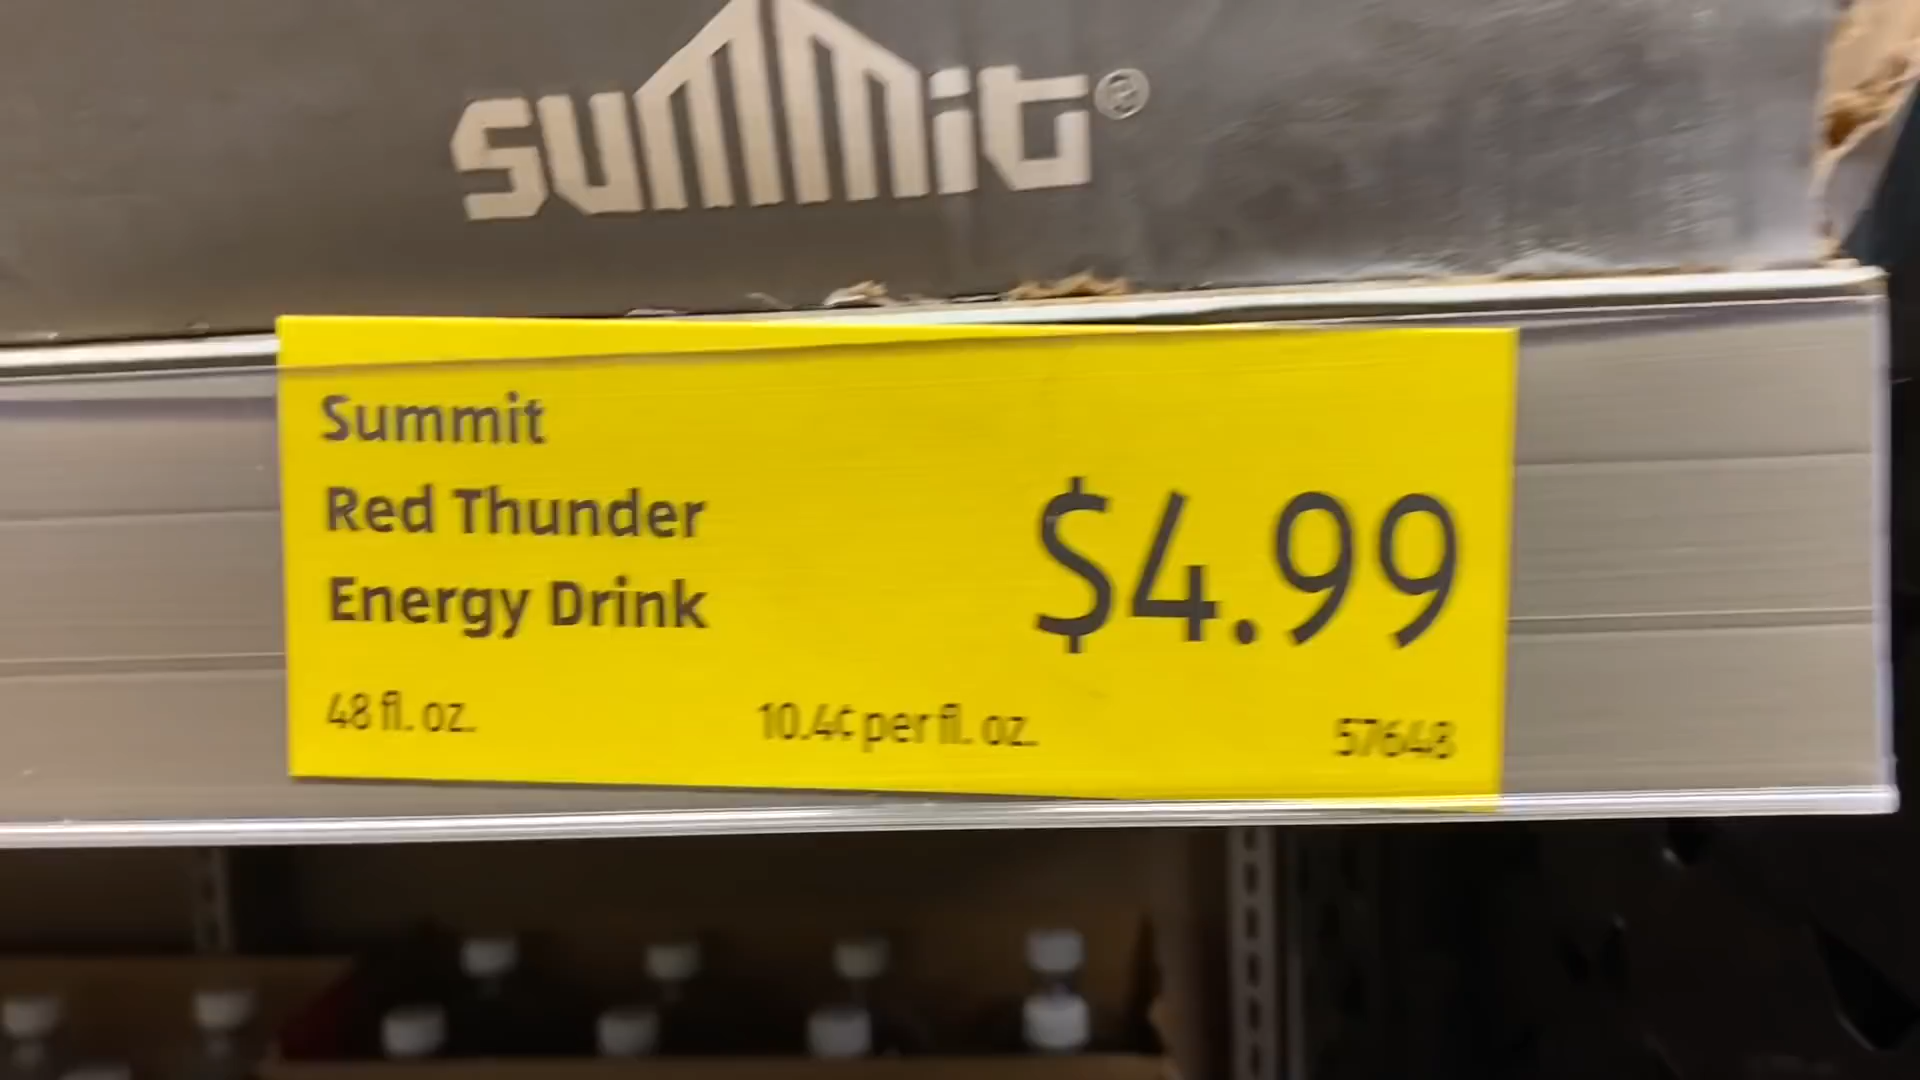 summit®
Summit
Red Thunder
Energy Drink
$4.99
48 fl. oz.
10.4¢ per fl. oz.
57648